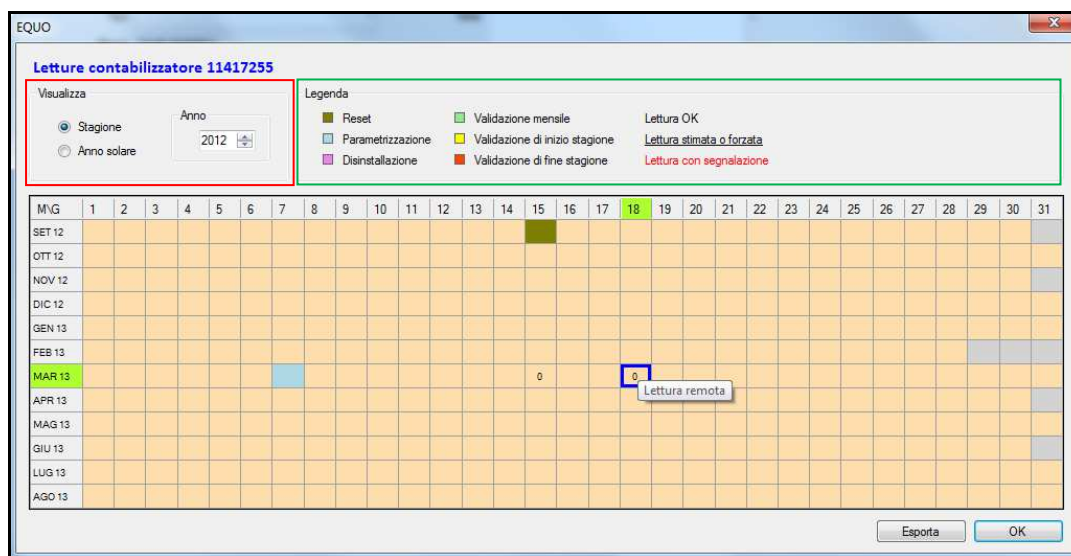 EQUO
Letture contabilizzatore 11417255
Visualizza
Stagione
Anno solare
Anno
2012
Legenda
Reset
Validazione mensile
Lettura OK
Parametrizzazione
Validazione di inizio stagione
Lettura stimata o forzata
Disinstallazione
Validazione di fine stagione
Lettura con segnalazione
M\G 1 2 3 4 5 6 7 8 9 10 11 12 13 14 15 16 17 18 19 20 21 22 23 24 25 26 27 28 29 30 31
SET 12
OTT 12
NOV 12
DIC 12
GEN 13
FEB 13
MAR 13 0 0
Lettura remota
APR 13
MAG 13
GIU 13
LUG 13
AGO 13
Esporta
OK